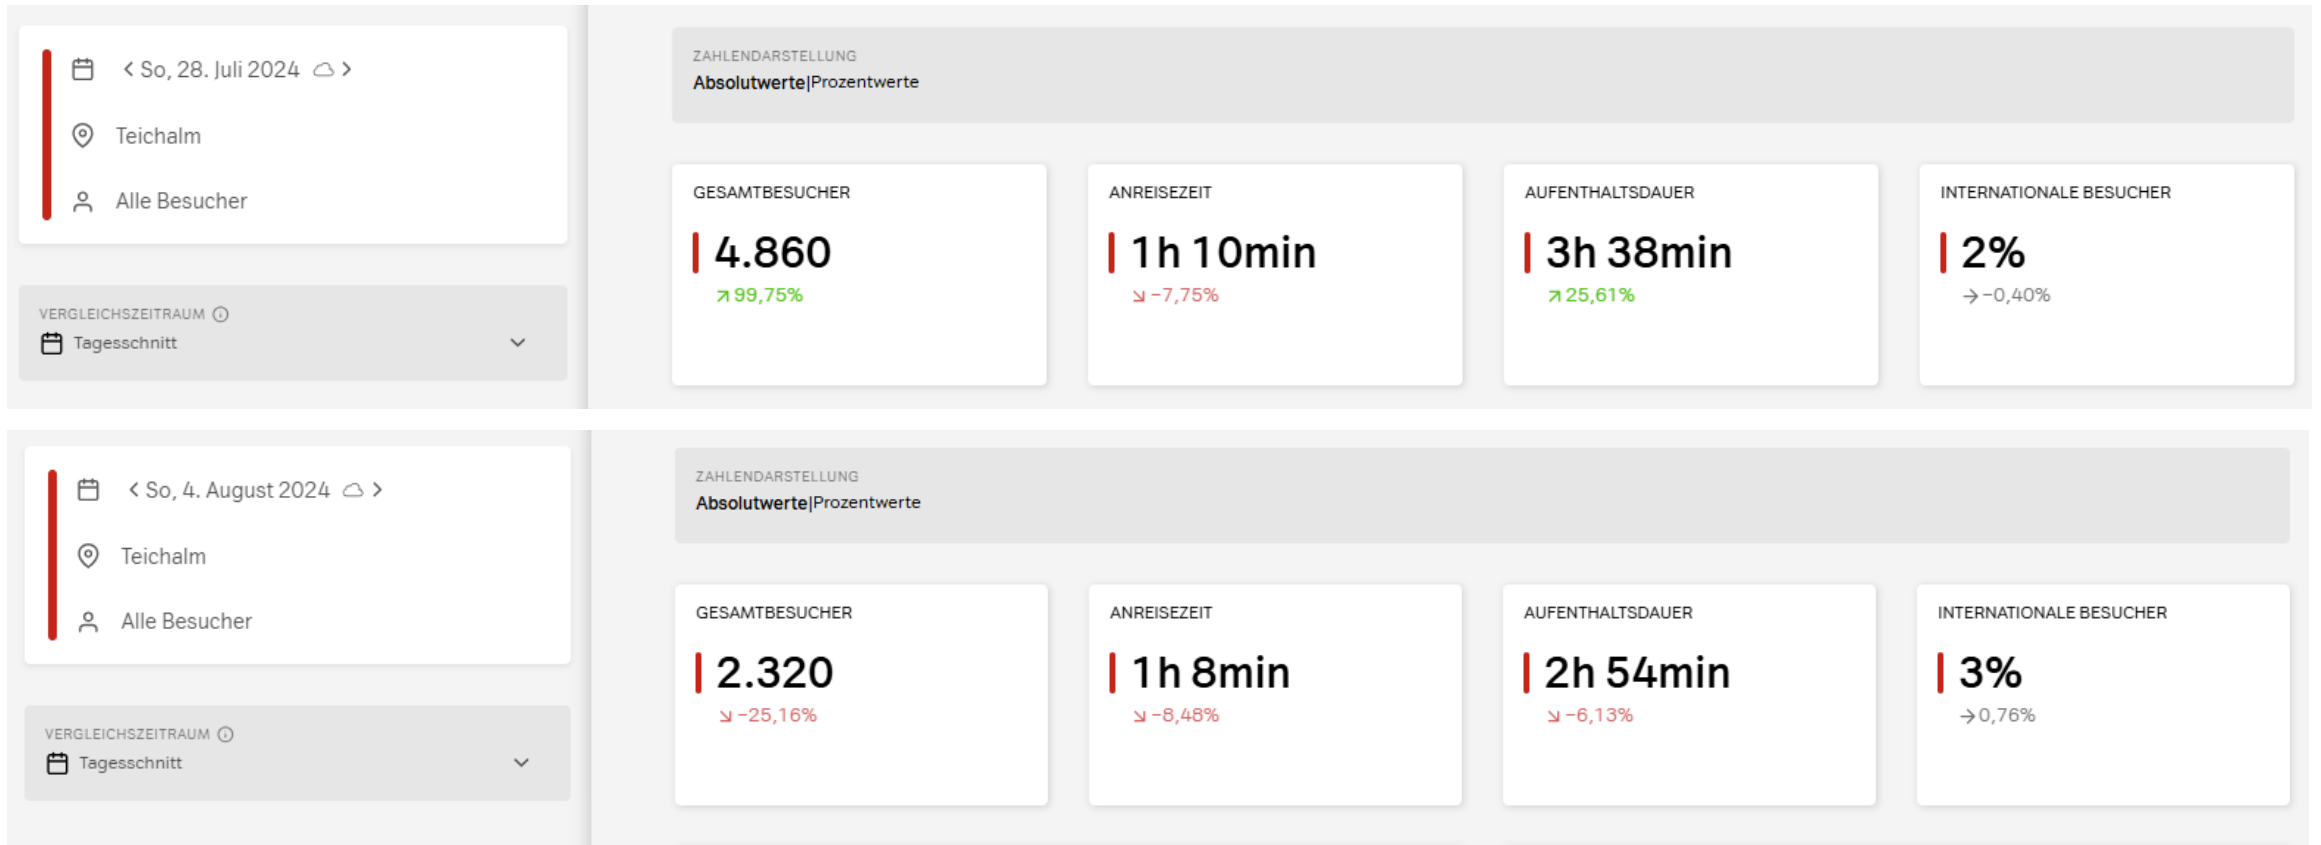 < So, 28. Juli 2024 >
Teichalm
Alle Besucher
VERGLEICHSZEITRAUM
Tagesschnitt
ZAHLENDARSTELLUNG
Absolutwerte|Prozentwerte
GESAMTBESUCHER
4.860
↗ 99,75%
ANREISEZEIT
1h 10min
↘ −7,75%
AUFENTHALTSDAUER
3h 38min
↗ 25,61%
INTERNATIONALE BESUCHER
2%
→ −0,40%
< So, 4. August 2024 >
Teichalm
Alle Besucher
VERGLEICHSZEITRAUM
Tagesschnitt
ZAHLENDARSTELLUNG
Absolutwerte|Prozentwerte
GESAMTBESUCHER
2.320
↘ −25,16%
ANREISEZEIT
1h 8min
↘ −8,48%
AUFENTHALTSDAUER
2h 54min
↘ −6,13%
INTERNATIONALE BESUCHER
3%
→ 0,76%